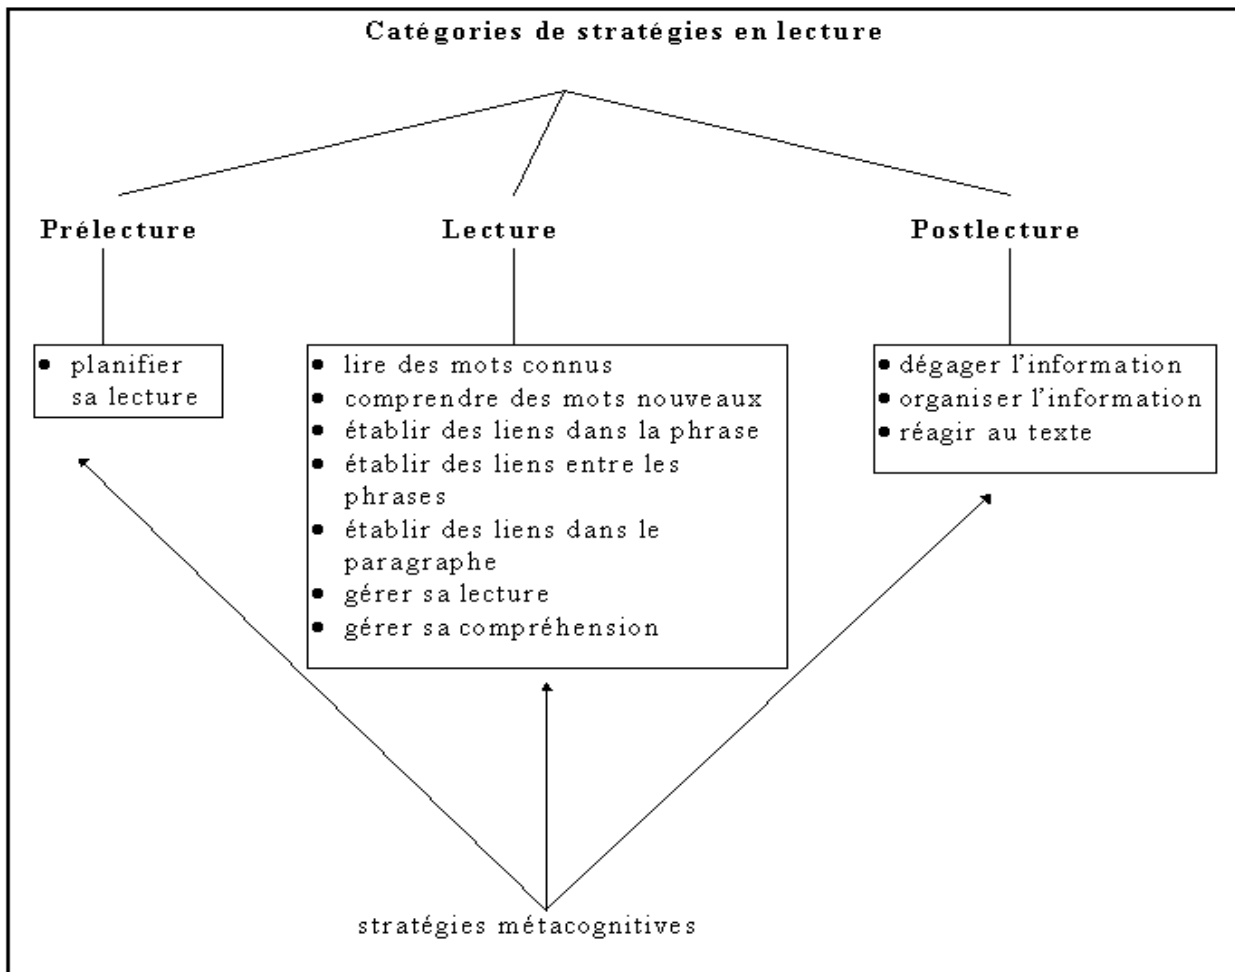 Catégories de stratégies en lecture
Prélecture
Lecture
Postlecture
• planifier
sa lecture
• lire des mots connus
• comprendre des mots nouveaux
• établir des liens dans la phrase
• établir des liens entre les
phrases
• établir des liens dans le
paragraphe
• gérer sa lecture
• gérer sa compréhension
• dégager l'information
• organiser l'information
• réagir au texte
stratégies métacognitives